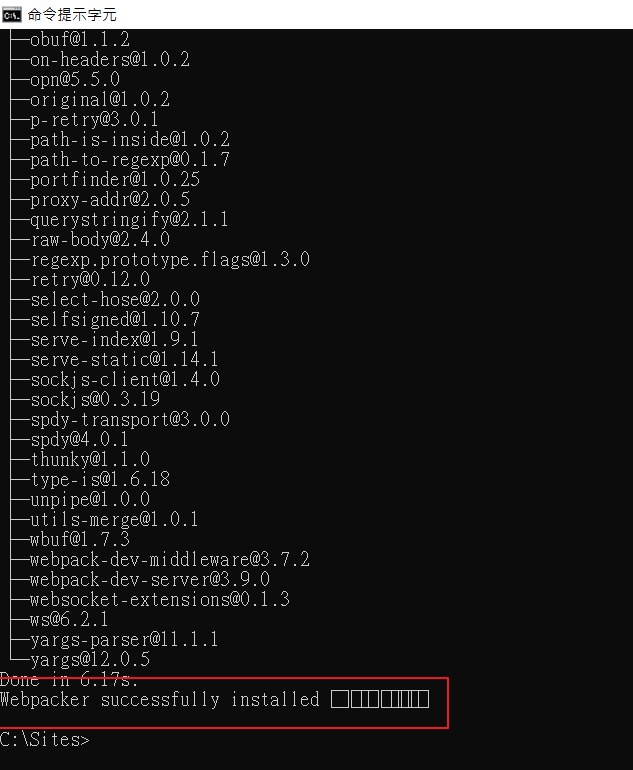 命令提示字元
├─obuf@1.1.2
├─on-headers@1.0.2
├─opn@5.5.0
├─original@1.0.2
├─p-retry@3.0.1
├─path-is-inside@1.0.2
├─path-to-regexp@0.1.7
├─portfinder@1.0.25
├─proxy-addr@2.0.5
├─querystringify@2.1.1
├─raw-body@2.4.0
├─regexp.prototype.flags@1.3.0
├─retry@0.12.0
├─select-hose@2.0.0
├─selfsigned@1.10.7
├─serve-index@1.9.1
├─serve-static@1.14.1
├─sockjs-client@1.4.0
├─sockjs@0.3.19
├─spdy-transport@3.0.0
├─spdy@4.0.1
├─thunky@1.1.0
├─type-is@1.6.18
├─unpipe@1.0.0
├─utils-merge@1.0.1
├─wbuf@1.7.3
├─webpack-dev-middleware@3.7.2
├─webpack-dev-server@3.9.0
├─websocket-extensions@0.1.3
├─ws@6.2.1
├─yargs-parser@11.1.1
└─yargs@12.0.5
Done in 6.17s.
Webpacker successfully installed
C:\Sites>